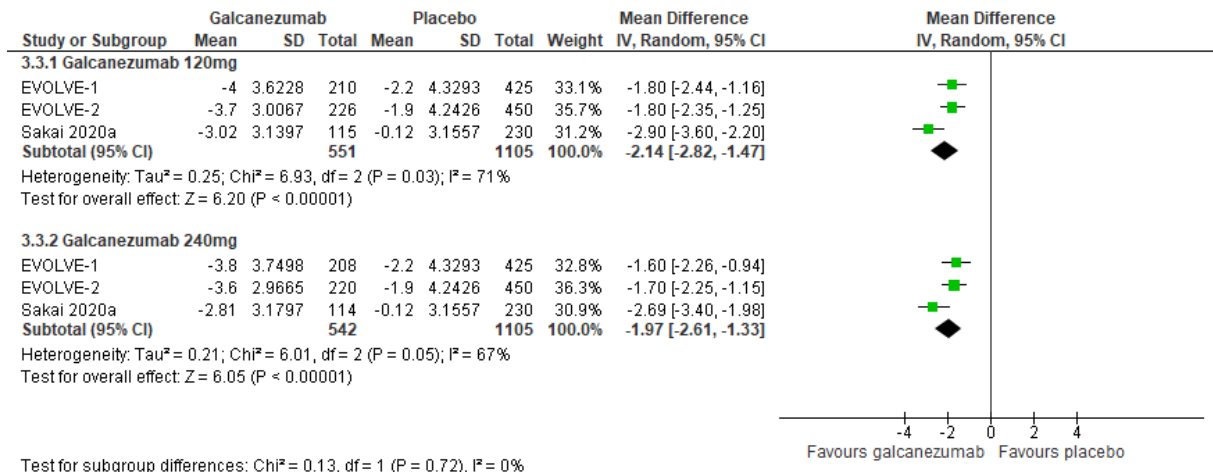 Galcanezumab Placebo Mean Difference Mean Difference
Study or Subgroup Mean SD Total Mean SD Total Weight IV, Random, 95% CI IV, Random, 95% CI
3.3.1 Galcanezumab 120mg
EVOLVE-1 -4 3.6228 210 -2.2 4.3293 425 33.1% -1.80 [-2.44, -1.16]
EVOLVE-2 -3.7 3.0067 226 -1.9 4.2426 450 35.7% -1.80 [-2.35, -1.25]
Sakai 2020a -3.02 3.1397 115 -0.12 3.1557 230 31.2% -2.90 [-3.60, -2.20]
Subtotal (95% CI) 551 1105 100.0% -2.14 [-2.82, -1.47]
Heterogeneity: Tau² = 0.25; Chi² = 6.93, df = 2 (P = 0.03); I² = 71%
Test for overall effect: Z = 6.20 (P < 0.00001)
3.3.2 Galcanezumab 240mg
EVOLVE-1 -3.8 3.7498 208 -2.2 4.3293 425 32.8% -1.60 [-2.26, -0.94]
EVOLVE-2 -3.6 2.9665 220 -1.9 4.2426 450 36.3% -1.70 [-2.25, -1.15]
Sakai 2020a -2.81 3.1797 114 -0.12 3.1557 230 30.9% -2.69 [-3.40, -1.98]
Subtotal (95% CI) 542 1105 100.0% -1.97 [-2.61, -1.33]
Heterogeneity: Tau² = 0.21; Chi² = 6.01, df = 2 (P = 0.05); I² = 67%
Test for overall effect: Z = 6.05 (P < 0.00001)
-4 -2 0 2 4
Favours galcanezumab Favours placebo
Test for subgroup differences: Chi² = 0.13, df = 1 (P = 0.72), I² = 0%